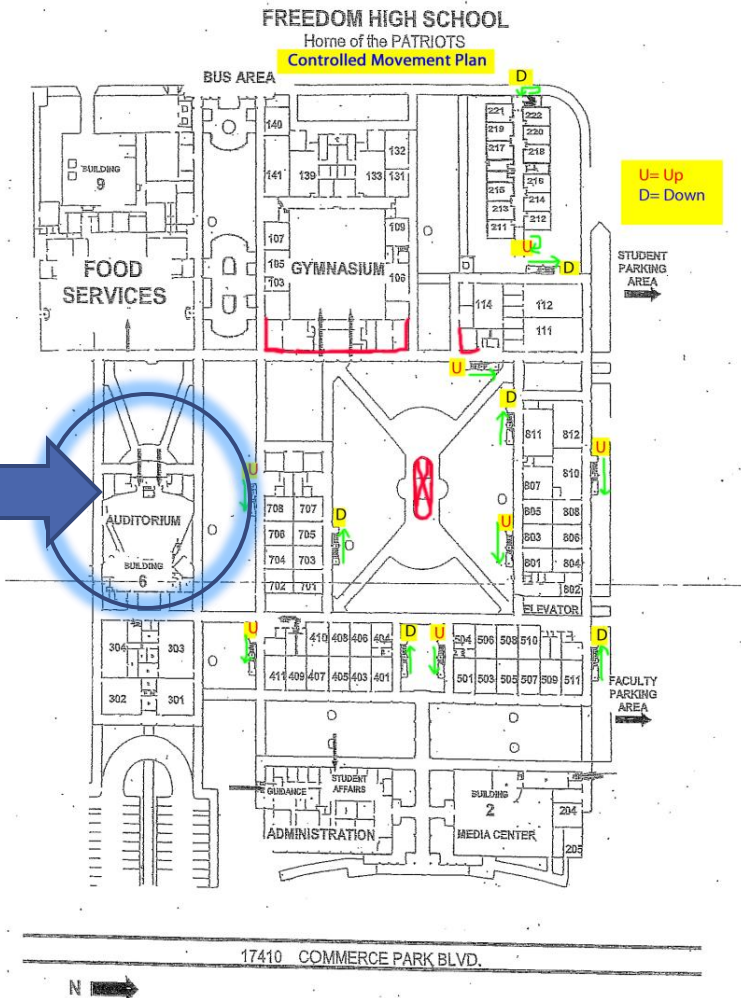 FREEDOM HIGH SCHOOL
Home of the PATRIOTS
Controlled Movement Plan
BUS AREA
D
140
132
141
139
133
131
221
222
219
220
217
218
216
215
214
213
212
211
U= Up
D= Down
BUILDING
9
FOOD
SERVICES
107
109
105
GYMNASIUM
106
103
U
D
D
STUDENT
PARKING
AREA
114
112
111
U
D
811
812
U
810
807
U
AUDITORIUM
BUILDING
6
708
707
706
705
704
703
702
701
D
U
805
808
803
806
801
804
802
ELEVATOR
304
303
302
301
U
410 408 406 404
411 409 407 405 403 401
D
U
504 506 508 510
501 503 505 507 509 511
D
FACULTY
PARKING
AREA
GUIDANCE
STUDENT
AFFAIRS
ADMINISTRATION
BUILDING
2
MEDIA CENTER
204
205
17410 COMMERCE PARK BLVD.
N